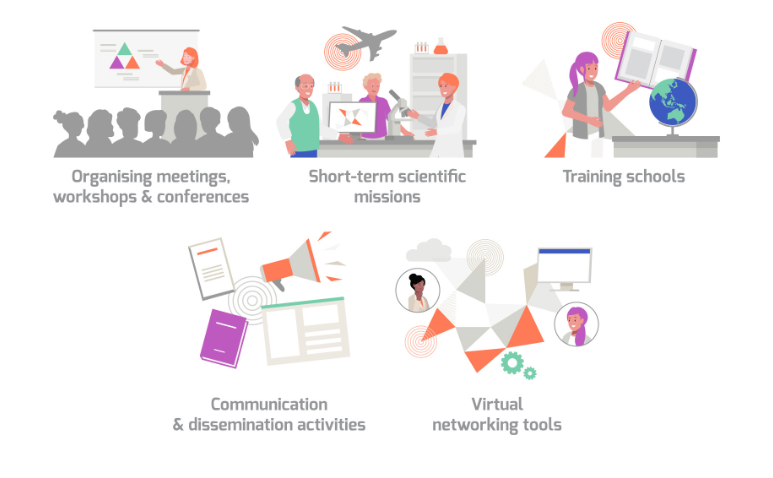 Organising meetings,
workshops & conferences
Short-term scientific
missions
Training schools
Communication
& dissemination activities
Virtual
networking tools